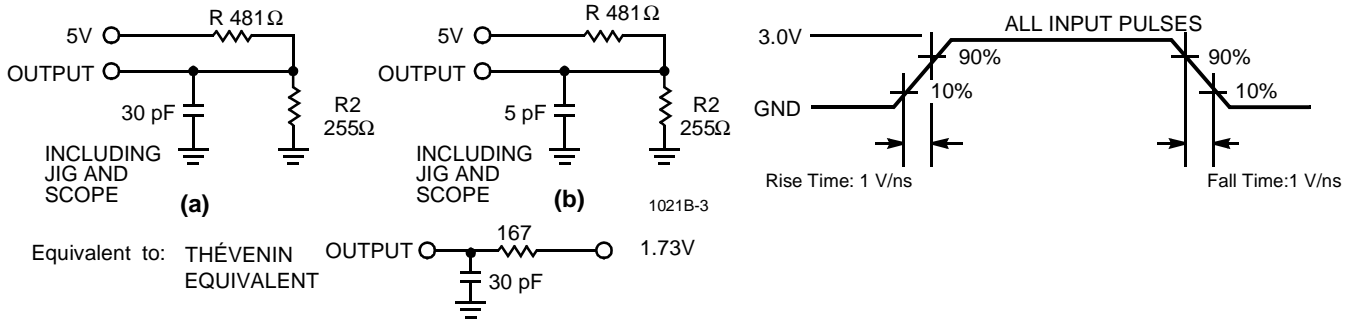 R 481Ω
5V
OUTPUT
30 pF
R2
255Ω
INCLUDING
JIG AND
SCOPE
(a)
R 481Ω
5V
OUTPUT
5 pF
R2
255Ω
INCLUDING
JIG AND
SCOPE
(b)
1021B-3
ALL INPUT PULSES
3.0V
90%
90%
10%
10%
GND
Rise Time: 1 V/ns
Fall Time:1 V/ns
Equivalent to: THÉVENIN
EQUIVALENT
OUTPUT
167
1.73V
30 pF